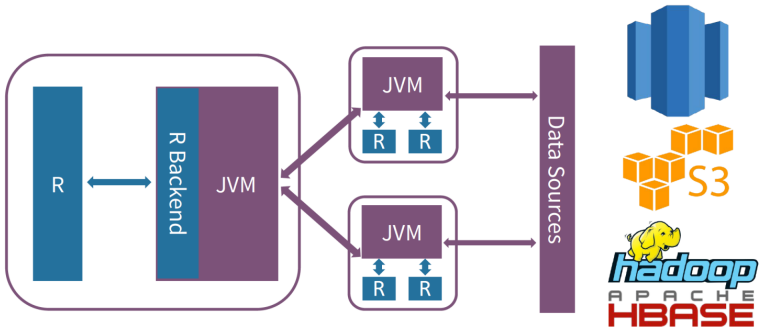 R
R Backend
JVM
JVM
R
R
JVM
R
R
Data Sources
S3
hadoop
APACHE
HBASE